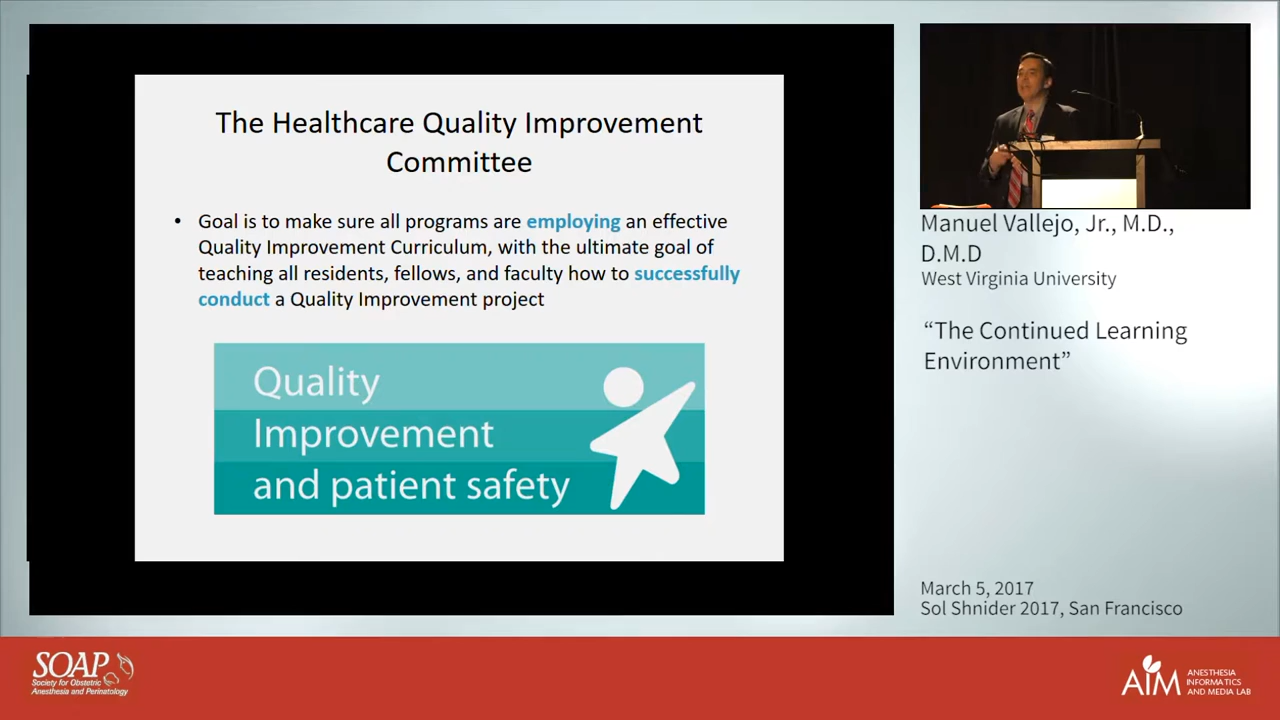 The Healthcare Quality Improvement
Committee
• Goal is to make sure all programs are employing an effective
Quality Improvement Curriculum, with the ultimate goal of
teaching all residents, fellows, and faculty how to successfully
conduct a Quality Improvement project
Quality
Improvement
and patient safety
Manuel Vallejo, Jr., M.D.,
D.M.D
West Virginia University
“The Continued Learning
Environment”
March 5, 2017
Sol Shnider 2017, San Francisco
SOAP
Society for Obstetric
Anesthesia and Perinatology
AIM
ANESTHESIA
INFORMATICS
AND MEDIA LAB